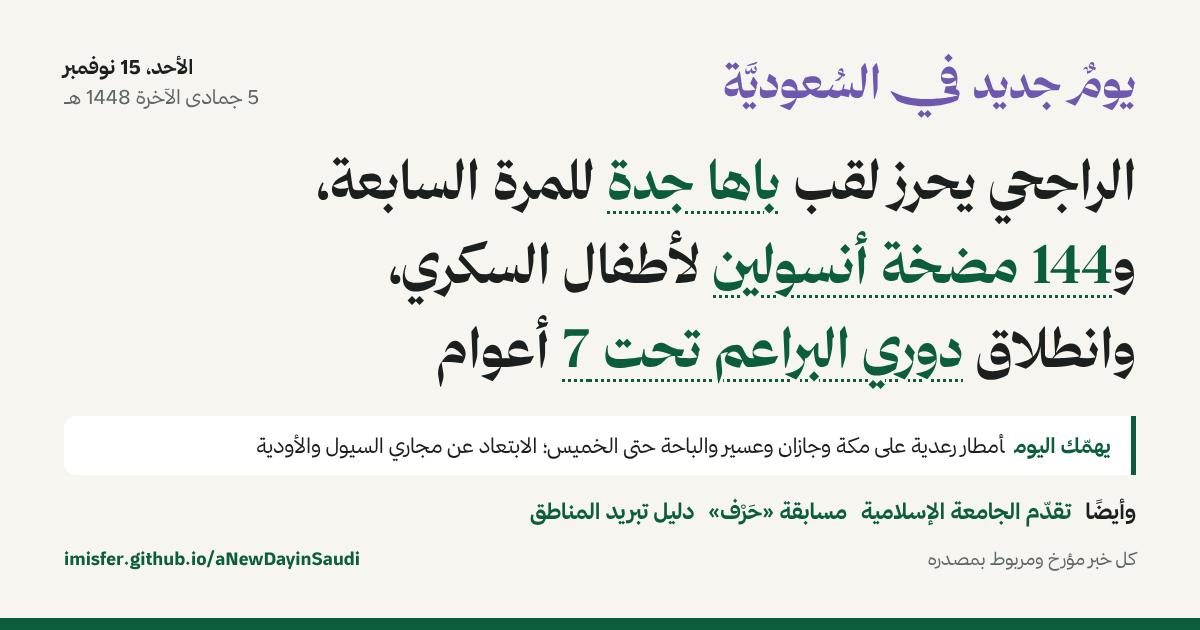 يومٌ جديد في السُعوديَّة
الأحد، 15 نوفمبر
5 جمادى الآخرة 1448 هـ
الراجحي يحرز لقب باها جدة للمرة السابعة،
و144 مضخة أنسولين لأطفال السكري،
وانطلاق دوري البراعم تحت 7 أعوام
يهمّك اليوم أمطار رعدية على مكة وجازان وعسير والباحة حتى الخميس؛ الابتعاد عن مجاري السيول والأودية
وأيضًا تقدّم الجامعة الإسلامية مسابقة «حَرْف» دليل تبريد المناطق
كل خبر مؤرخ ومربوط بمصدره
imisfer.github.io/aNewDayinSaudi